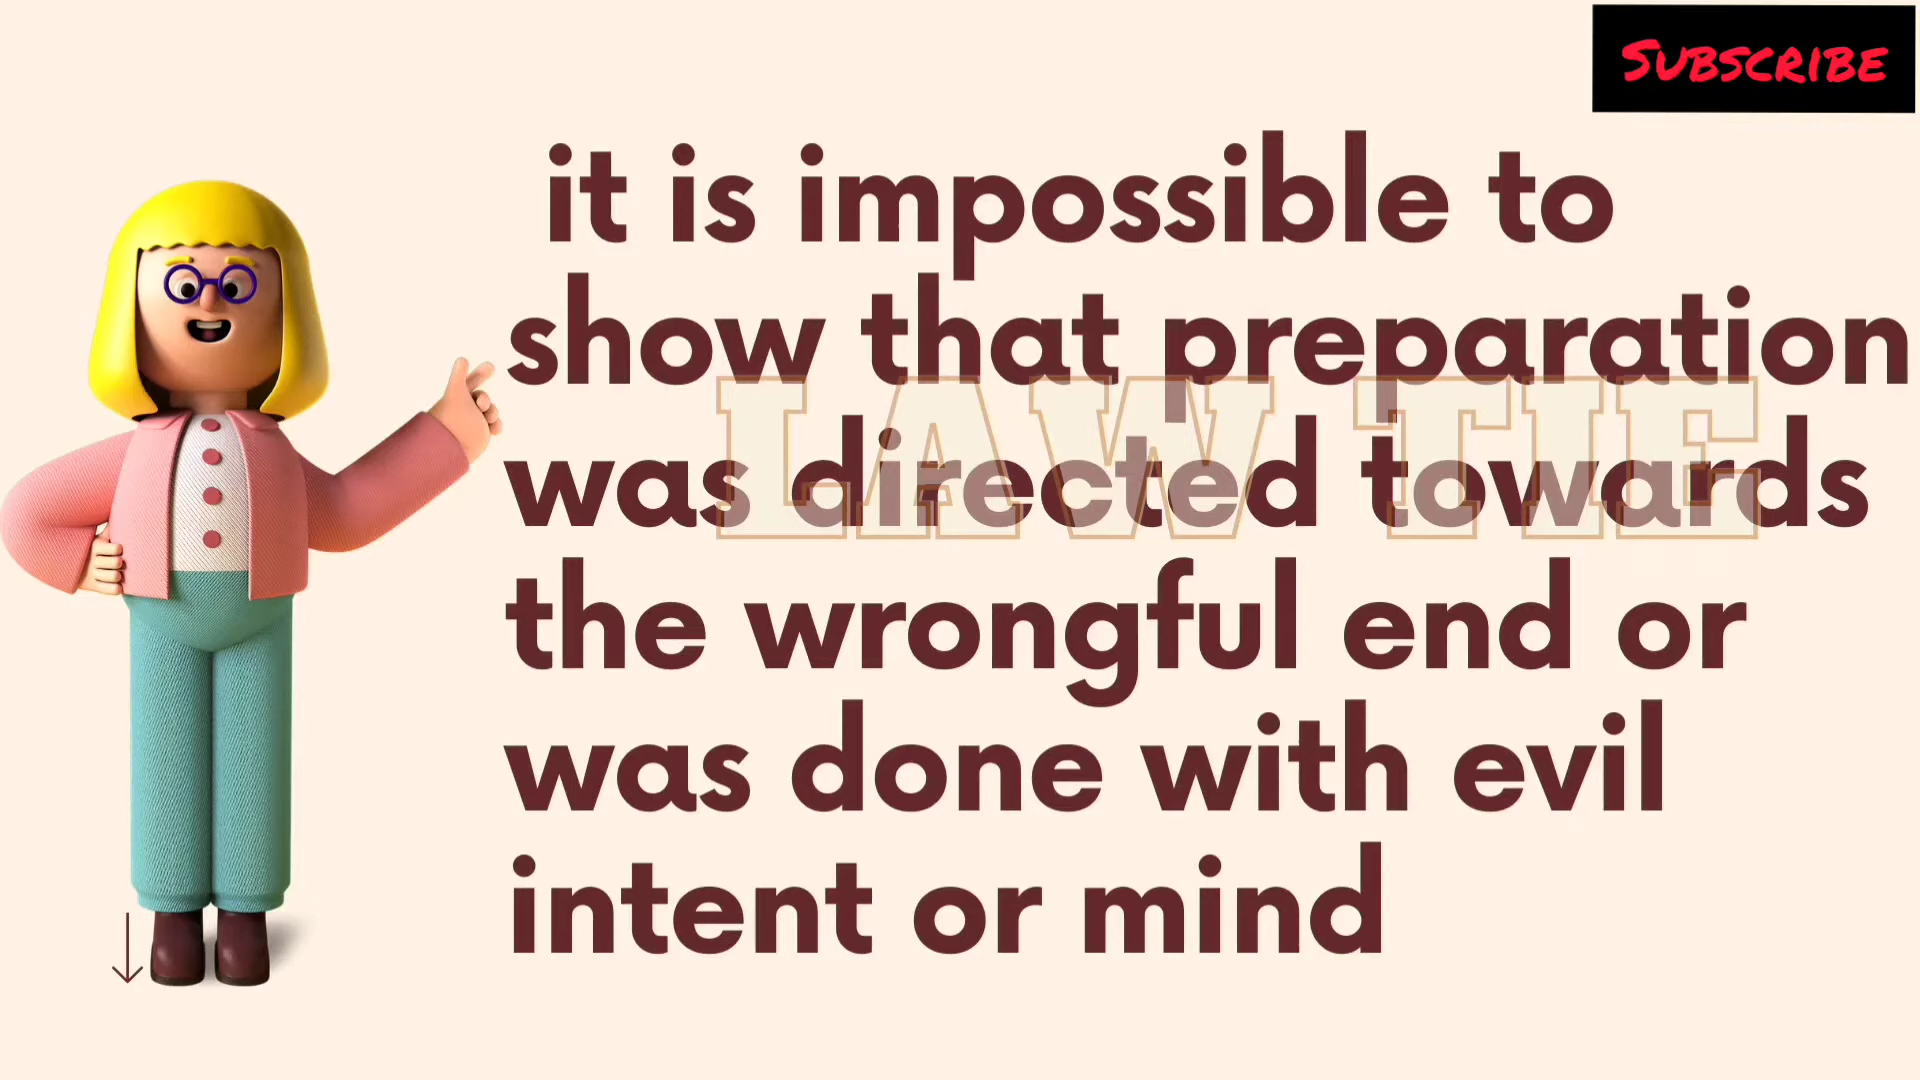 SUBSCRIBE
it is impossible to
show that preparation
was directed towards
the wrongful end or
was done with evil
intent or mind
LAW TIE